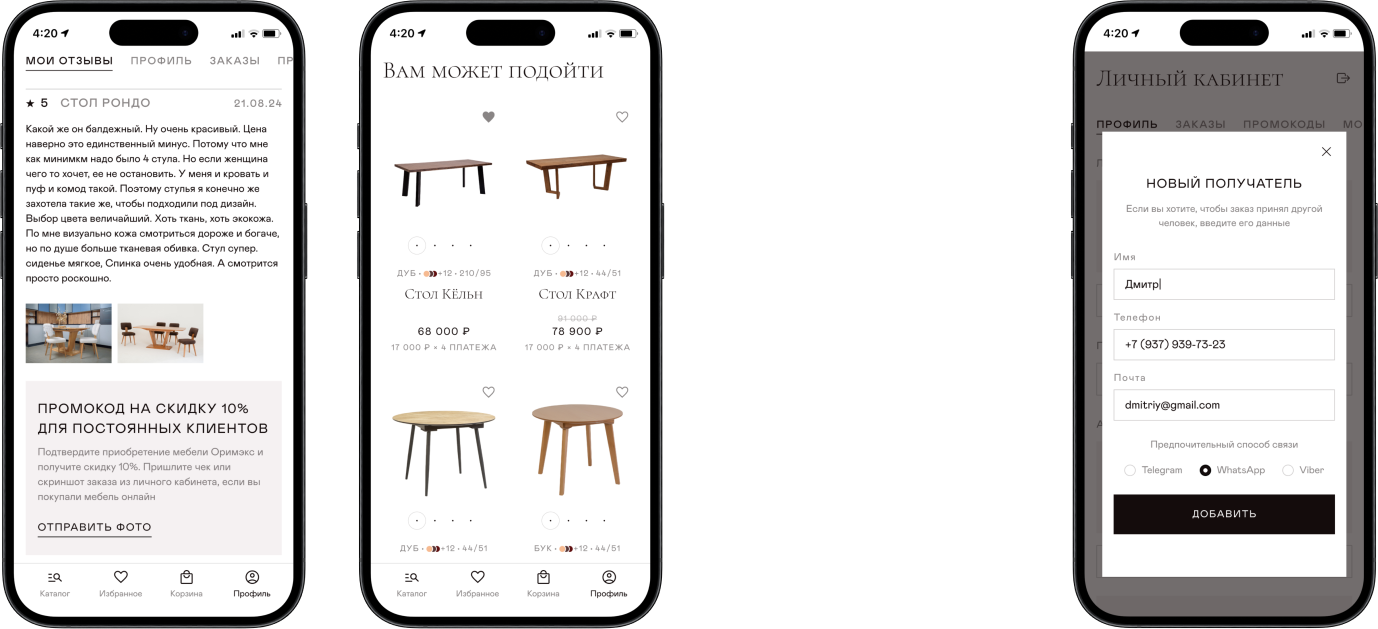 4:20
МОИ ОТЗЫВЫ ПРОФИЛЬ ЗАКАЗЫ ПР
★ 5 СТОЛ РОНДО 21.08.24
Какой же он балдежный. Ну очень красивый. Цена
наверно это единственный минус. Потому что мне
как минимкм надо было 4 стула. Но если женщина
чего то хочет, ее не остановить. У меня и кровать и
пуф и комод такой. Поэтому стулья я конечно же
захотела такие же, чтобы подходили под дизайн.
Выбор цвета величайший. Хоть ткань, хоть экокожа.
По мне визуально кожа смотриться дороже и богаче,
но по душе больше тканевая обивка. Стул супер.
сиденье мягкое, Спинка очень удобная. А смотрится
просто роскошно.
ПРОМОКОД НА СКИДКУ 10%
ДЛЯ ПОСТОЯННЫХ КЛИЕНТОВ
Подтвердите приобретение мебели Оримэкс и
получите скидку 10%. Пришлите чек или
скриншот заказа из личного кабинета, если вы
покупали мебель онлайн
ОТПРАВИТЬ ФОТО
Каталог Избранное Корзина Профиль
4:20
Вам может подойти
ДУБ • +12 • 210/95 ДУБ • +12 • 44/51
Стол Кёльн Стол Крафт
91 000 ₽
68 000 ₽ 78 900 ₽
17 000 ₽ × 4 ПЛАТЕЖА 17 000 ₽ × 4 ПЛАТЕЖА
ДУБ • +12 • 44/51 БУК • +12 • 44/51
Каталог Избранное Корзина Профиль
4:20
Личный кабинет
ПРОФИЛЬ ЗАКАЗЫ ПРОМОКОДЫ МО
НОВЫЙ ПОЛУЧАТЕЛЬ
Если вы хотите, чтобы заказ принял другой
человек, введите его данные
Имя
Дмитр
Телефон
+7 (937) 939-73-23
Почта
dmitriy@gmail.com
Предпочительный способ связи
Telegram WhatsApp Viber
ДОБАВИТЬ